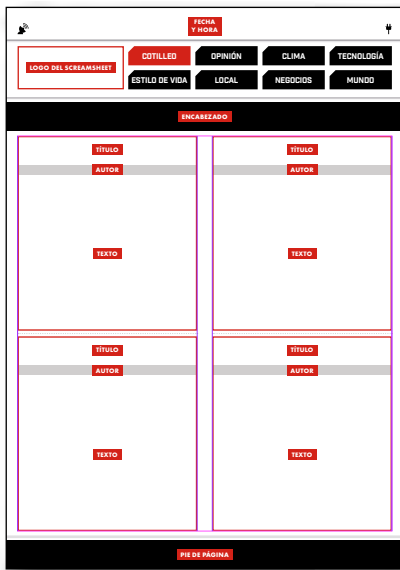 FECHA
Y HORA
LOGO DEL SCREAMSHEET
COTILLEO
OPINIÓN
CLIMA
TECNOLOGÍA
ESTILO DE VIDA
LOCAL
NEGOCIOS
MUNDO
ENCABEZADO
TÍTULO
AUTOR
TEXTO
TÍTULO
AUTOR
TEXTO
TÍTULO
AUTOR
TEXTO
TÍTULO
AUTOR
TEXTO
PIE DE PÁGINA